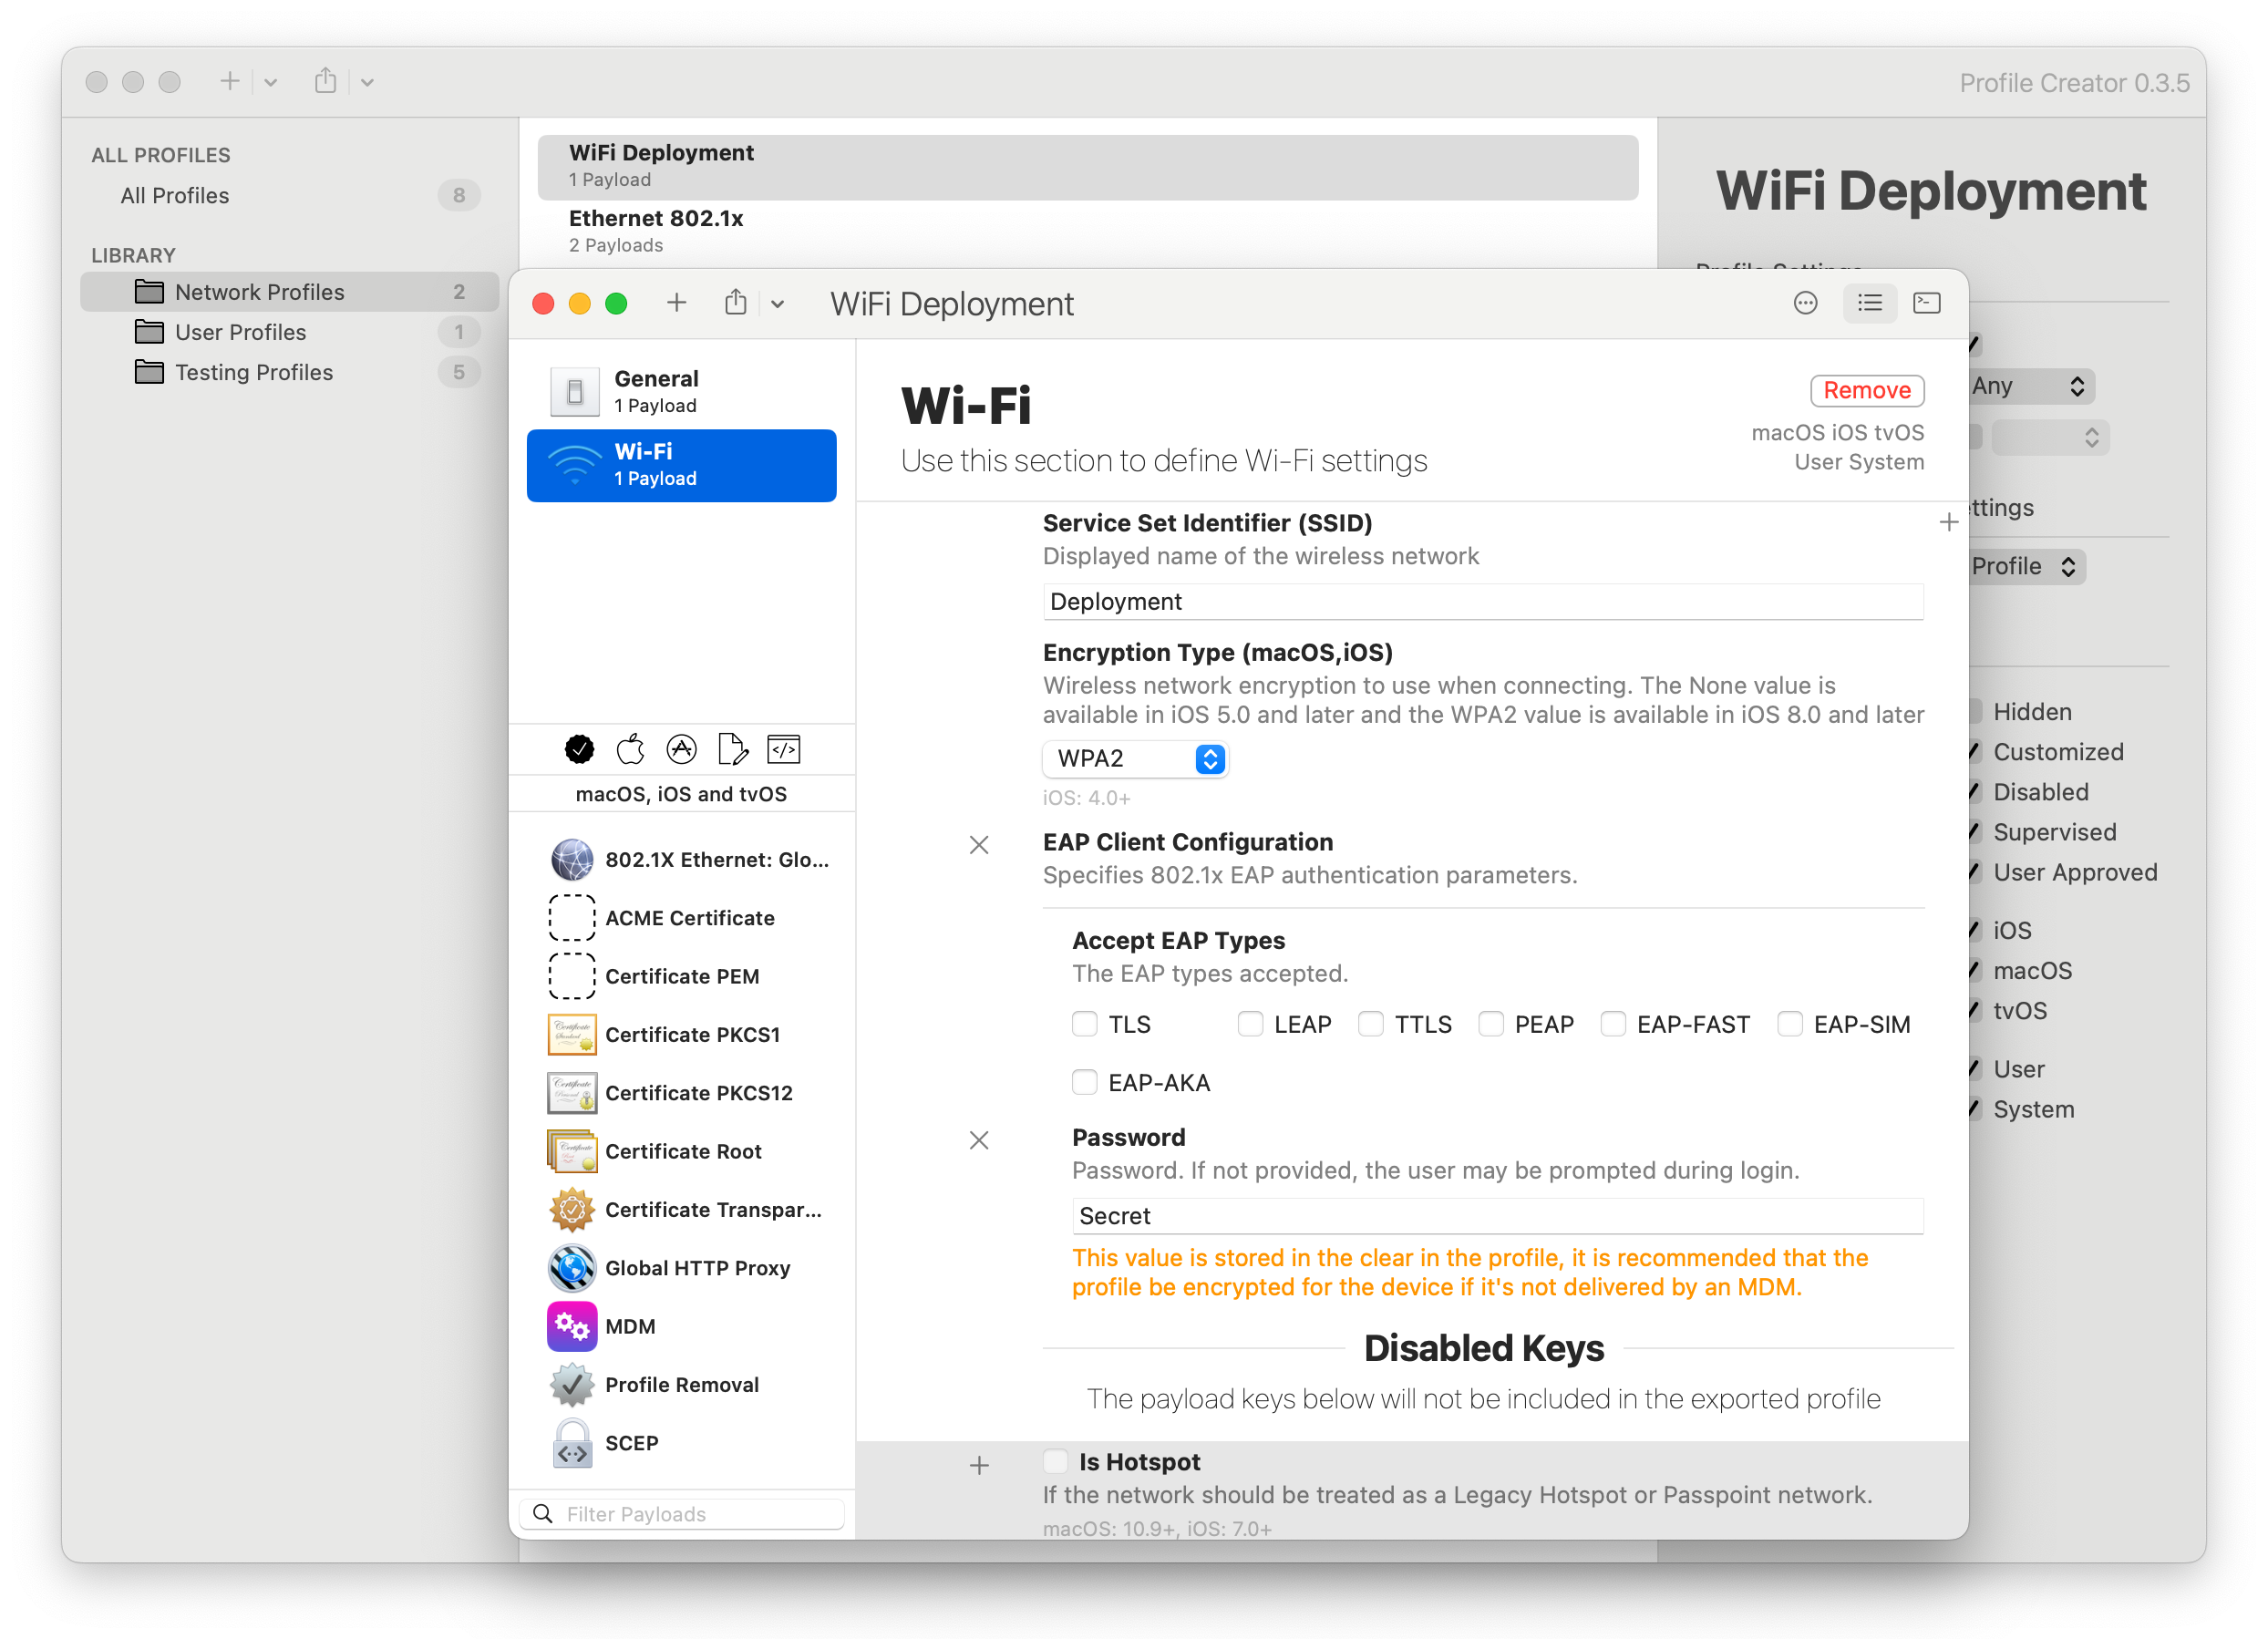 Profile Creator 0.3.5
ALL PROFILES
All Profiles 8
LIBRARY
Network Profiles 2
User Profiles 1
Testing Profiles 5
WiFi Deployment
1 Payload
Ethernet 802.1x
2 Payloads
WiFi Deployment
Any
ttings
Profile
Hidden
Customized
Disabled
Supervised
User Approved
iOS
macOS
tvOS
User
System
WiFi Deployment
General
1 Payload
Wi-Fi
1 Payload
macOS, iOS and tvOS
802.1X Ethernet: Glo...
ACME Certificate
Certificate PEM
Certificate PKCS1
Certificate PKCS12
Certificate Root
Certificate Transpar...
Global HTTP Proxy
MDM
Profile Removal
SCEP
Filter Payloads
Wi-Fi
Use this section to define Wi-Fi settings
Remove
macOS iOS tvOS
User System
Service Set Identifier (SSID)
Displayed name of the wireless network
Deployment
Encryption Type (macOS,iOS)
Wireless network encryption to use when connecting. The None value is
available in iOS 5.0 and later and the WPA2 value is available in iOS 8.0 and later
WPA2
iOS: 4.0+
EAP Client Configuration
Specifies 802.1x EAP authentication parameters.
Accept EAP Types
The EAP types accepted.
TLS LEAP TTLS PEAP EAP-FAST EAP-SIM
EAP-AKA
Password
Password. If not provided, the user may be prompted during login.
Secret
This value is stored in the clear in the profile, it is recommended that the
profile be encrypted for the device if it's not delivered by an MDM.
Disabled Keys
The payload keys below will not be included in the exported profile
Is Hotspot
If the network should be treated as a Legacy Hotspot or Passpoint network.
macOS: 10.9+, iOS: 7.0+